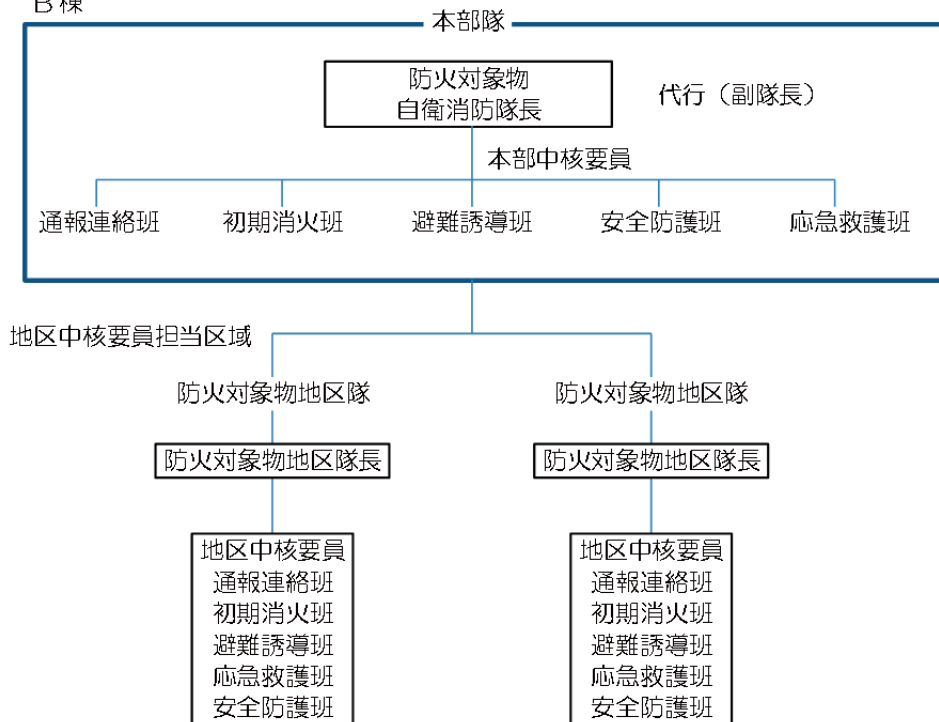 B棟
本部隊
防火対象物
自衛消防隊長
代行（副隊長）
本部中核要員
通報連絡班
初期消火班
避難誘導班
安全防護班
応急救護班
地区中核要員担当区域
防火対象物地区隊
防火対象物地区隊
防火対象物地区隊長
防火対象物地区隊長
地区中核要員
通報連絡班
初期消火班
避難誘導班
応急救護班
安全防護班
地区中核要員
通報連絡班
初期消火班
避難誘導班
応急救護班
安全防護班